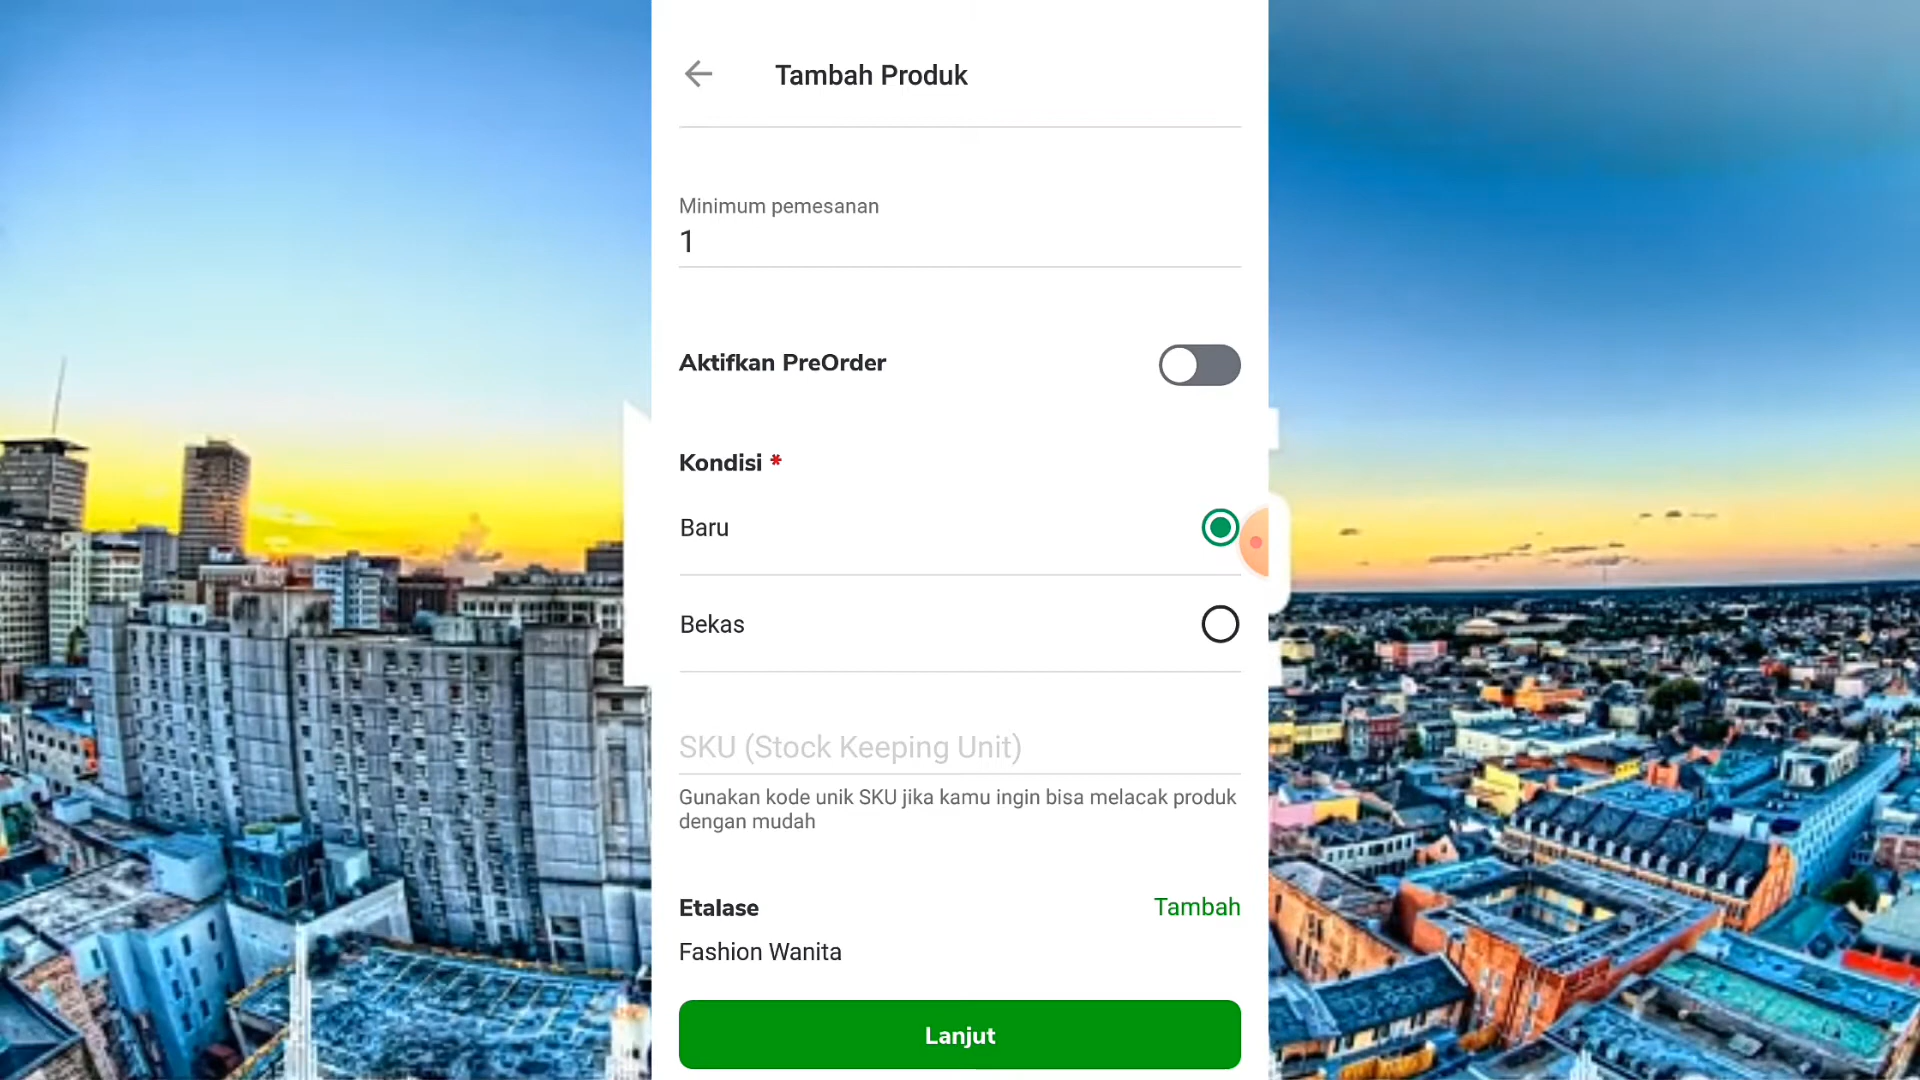 Tambah Produk
Minimum pemesanan
1
Aktifkan PreOrder
Kondisi *
Baru
Bekas
SKU (Stock Keeping Unit)
Gunakan kode unik SKU jika kamu ingin bisa melacak produk
dengan mudah
Etalase
Tambah
Fashion Wanita
Lanjut